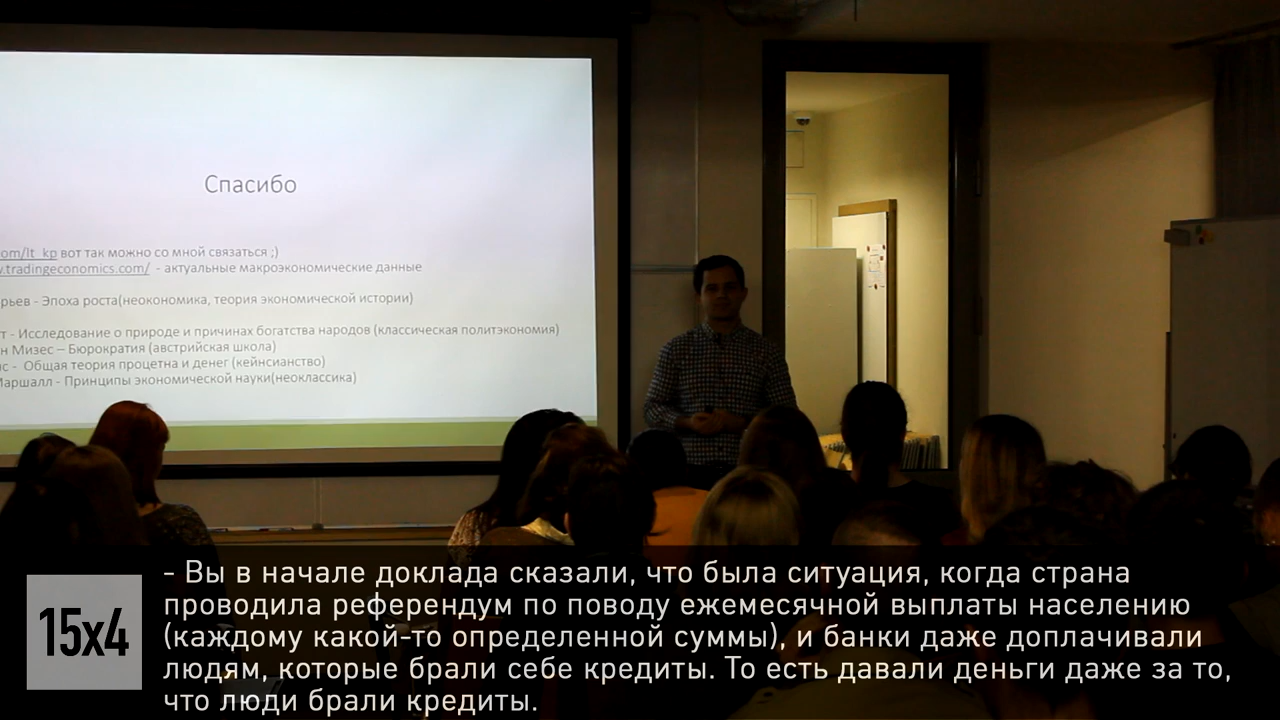 Спасибо
com/lt_kp вот так можно со мной связаться ;)
w.tradingeconomics.com/ - актуальные макроэкономические данные
рьев - Эпоха роста(неокономика, теория экономической истории)
т - Исследование о природе и причинах богатства народов (классическая политэкономия)
н Мизес – Бюрократия (австрийская школа)
нс - Общая теория процетна и денег (кейнсианство)
Маршалл - Принципы экономической науки(неоклассика)
15x4
- Вы в начале доклада сказали, что была ситуация, когда страна
проводила референдум по поводу ежемесячной выплаты населению
(каждому какой-то определенной суммы), и банки даже доплачивали
людям, которые брали себе кредиты. То есть давали деньги даже за то,
что люди брали кредиты.